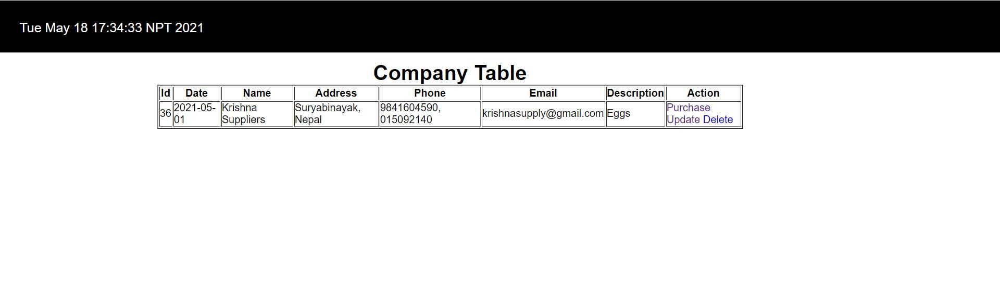 Tue May 18 17:34:33 NPT 2021
Company Table
Id Date Name Address Phone Email Description Action
36 2021-05-01 Krishna Suppliers Suryabinayak, Nepal 9841604590, 015092140 krishnasupply@gmail.com Eggs Purchase Update Delete